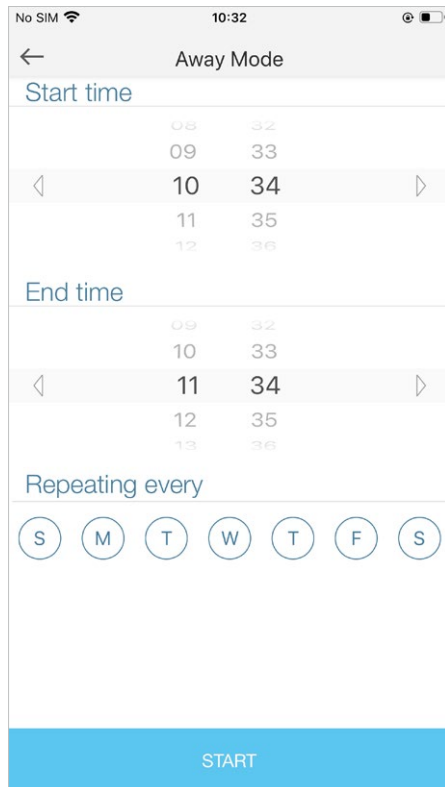 No SIM 10:32
Away Mode
Start time
08 32
09 33
10 34
11 35
12 36
End time
09 32
10 33
11 34
12 35
13 36
Repeating every
S M T W T F S
START